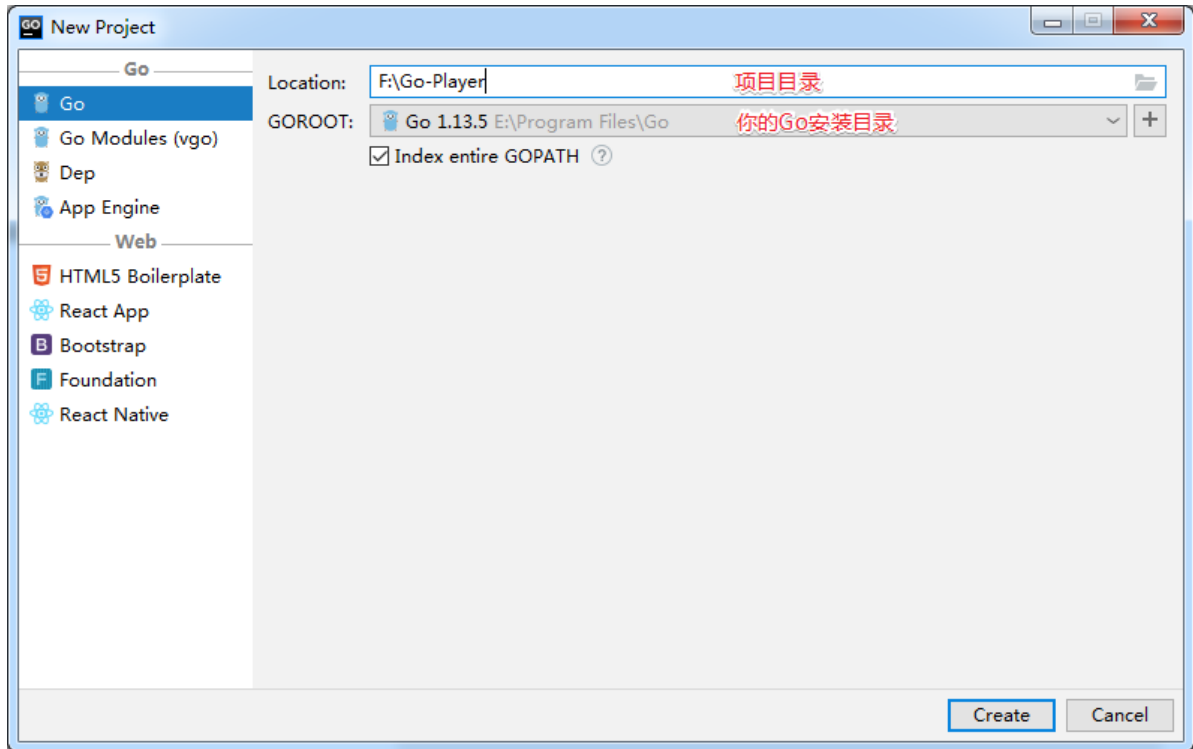 GO New Project
Go
Go
Go Modules (vgo)
Dep
App Engine
Web
HTML5 Boilerplate
React App
B Bootstrap
F Foundation
React Native
Location: F:\Go-Player 项目目录
GOROOT: Go 1.13.5 E:\Program Files\Go 你的Go安装目录
Index entire GOPATH ?
Create Cancel